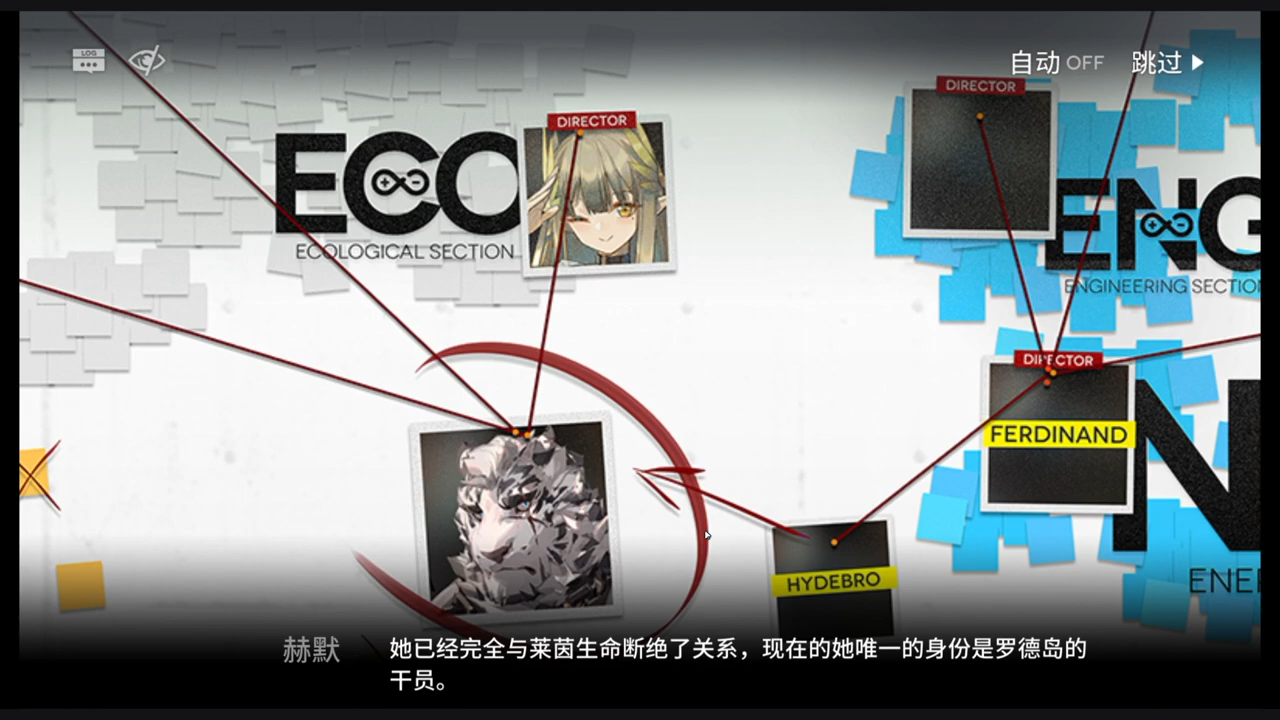 LOG
自动 OFF 跳过
DIRECTOR
DIRECTOR
ECO
ECOLOGICAL SECTION
ENG
ENGINEERING SECTION
DIRECTOR
FERDINAND
N
HYDEBRO
ENE
赫默
她已经完全与莱茵生命断绝了关系，现在的她唯一的身份是罗德岛的
干员。